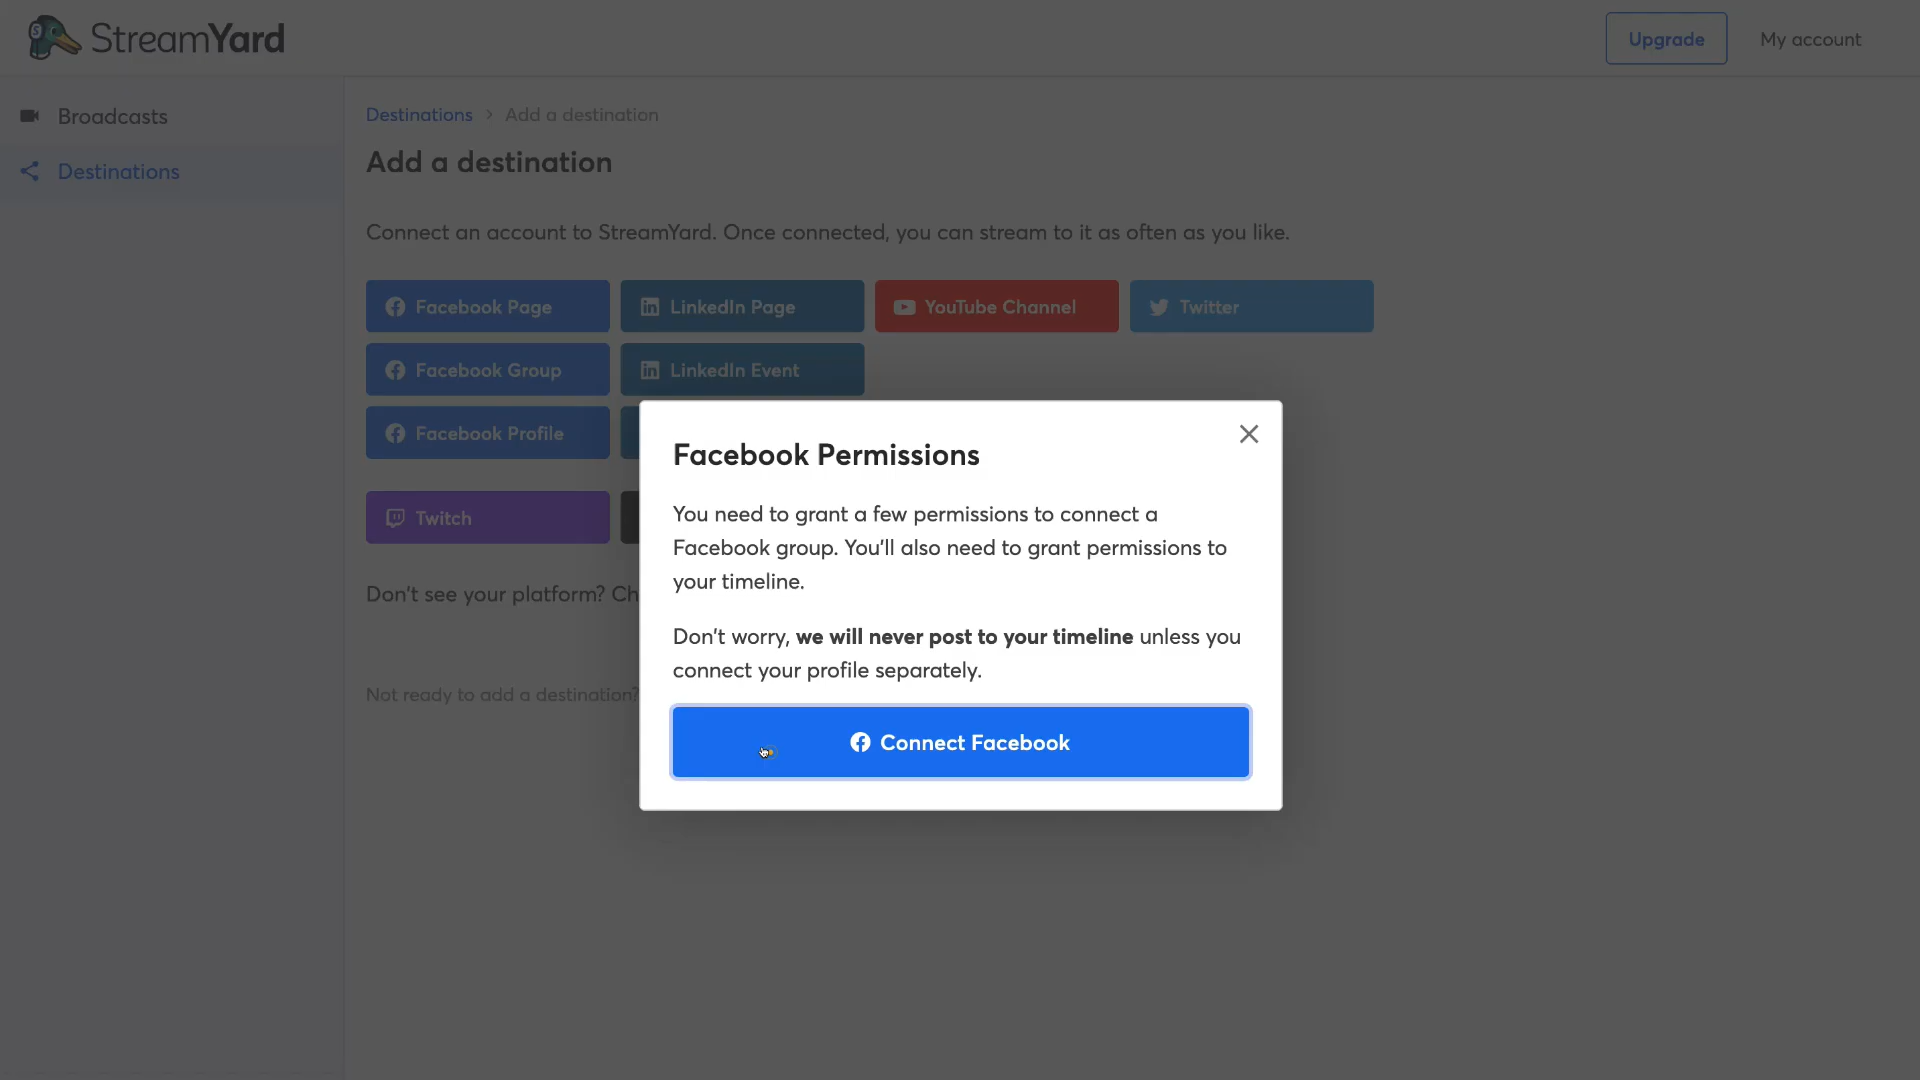 StreamYard
Upgrade
My account
Broadcasts
Destinations
Destinations > Add a destination
Add a destination
Connect an account to StreamYard. Once connected, you can stream to it as often as you like.
Facebook Page
LinkedIn Page
YouTube Channel
Twitter
Facebook Group
LinkedIn Event
Facebook Profile
Twitch
Don't see your platform? Ch
Not ready to add a destination?
Facebook Permissions
You need to grant a few permissions to connect a
Facebook group. You'll also need to grant permissions to
your timeline.
Don't worry, we will never post to your timeline unless you
connect your profile separately.
Connect Facebook